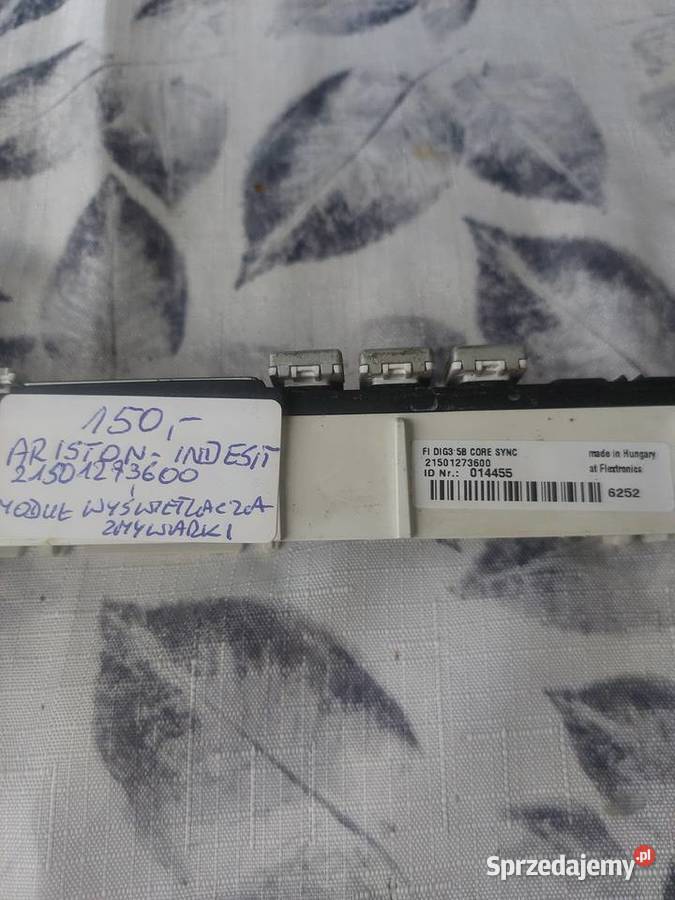 150,-
ARISTON-INDESIT
21501273600
MODUŁ WYŚWIETLACZA
ZMYWARKI
FI DIG3 5B CORE SYNC
21501273600
ID Nr.: 014455
6252
made in Hungary
at Flextronics
Sprzedajemy.pl